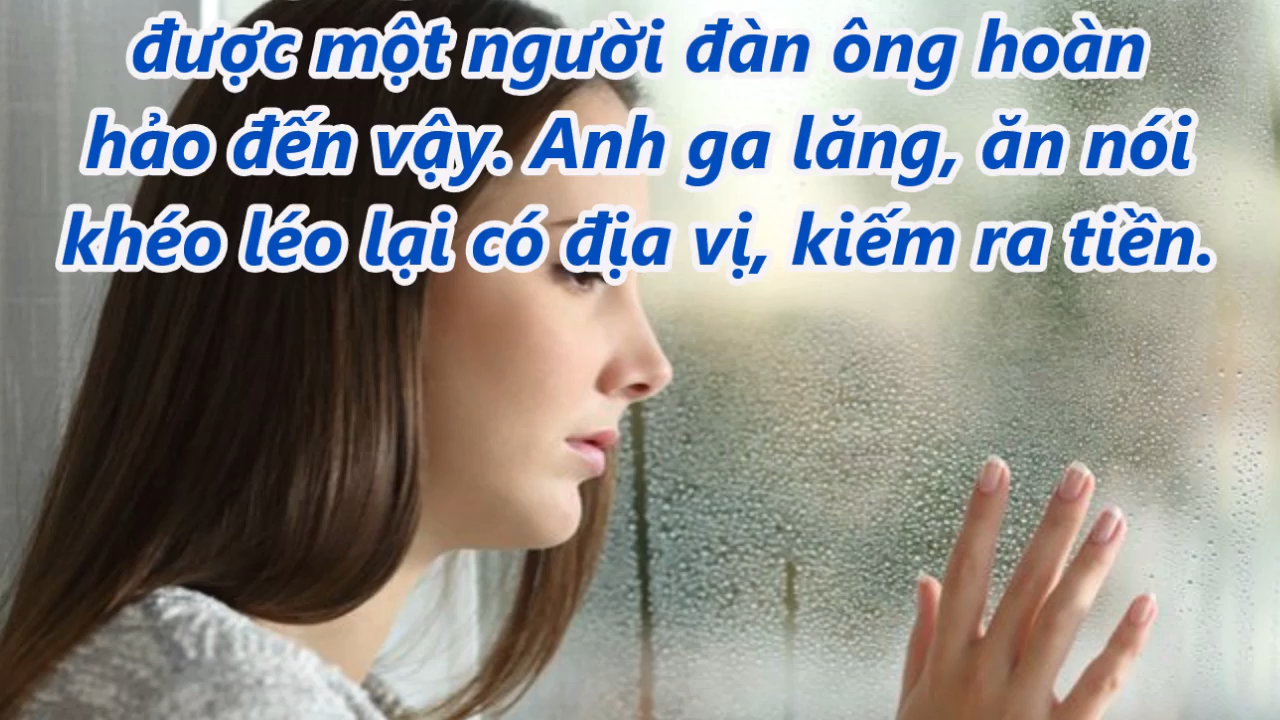 được một người đàn ông hoàn
hảo đến vậy. Anh ga lăng, ăn nói
khéo léo lại có địa vị, kiếm ra tiền.